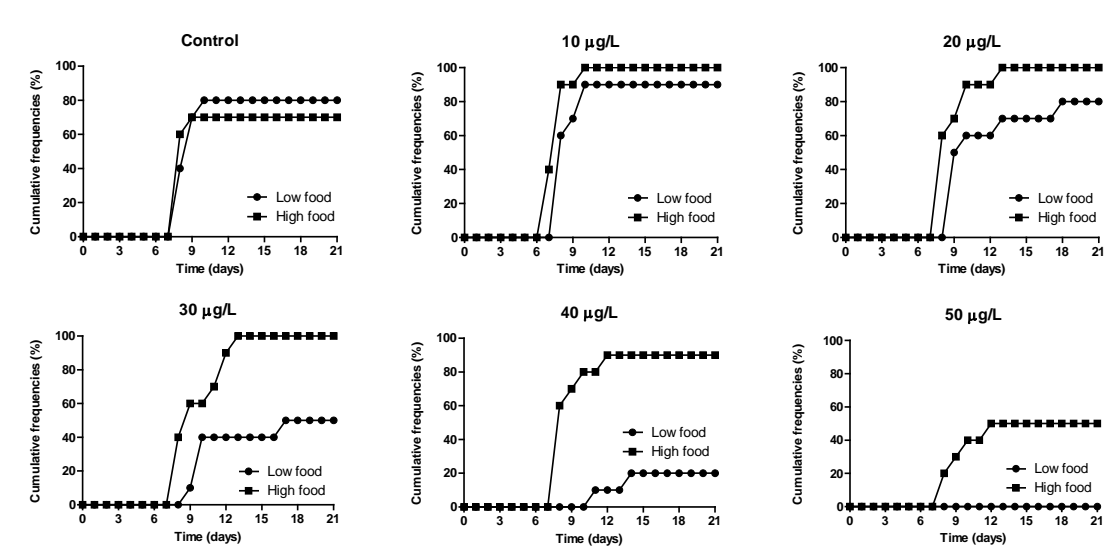 Control
Cumulative frequencies (%)
100
80
60
40
20
0
Low food
High food
0 3 6 9 12 15 18 21
Time (days)
10 µg/L
Cumulative frequencies (%)
100
80
60
40
20
0
Low food
High food
0 3 6 9 12 15 18 21
Time (days)
20 µg/L
Cumulative frequencies (%)
100
80
60
40
20
0
Low food
High food
0 3 6 9 12 15 18 21
Time (days)
30 µg/L
Cumulative frequencies (%)
100
80
60
40
20
0
Low food
High food
0 3 6 9 12 15 18 21
Time (days)
40 µg/L
Cumulative frequencies (%)
100
80
60
40
20
0
Low food
High food
0 3 6 9 12 15 18 21
Time (days)
50 µg/L
Cumulative frequencies (%)
100
80
60
40
20
0
Low food
High food
0 3 6 9 12 15 18 21
Time (days)